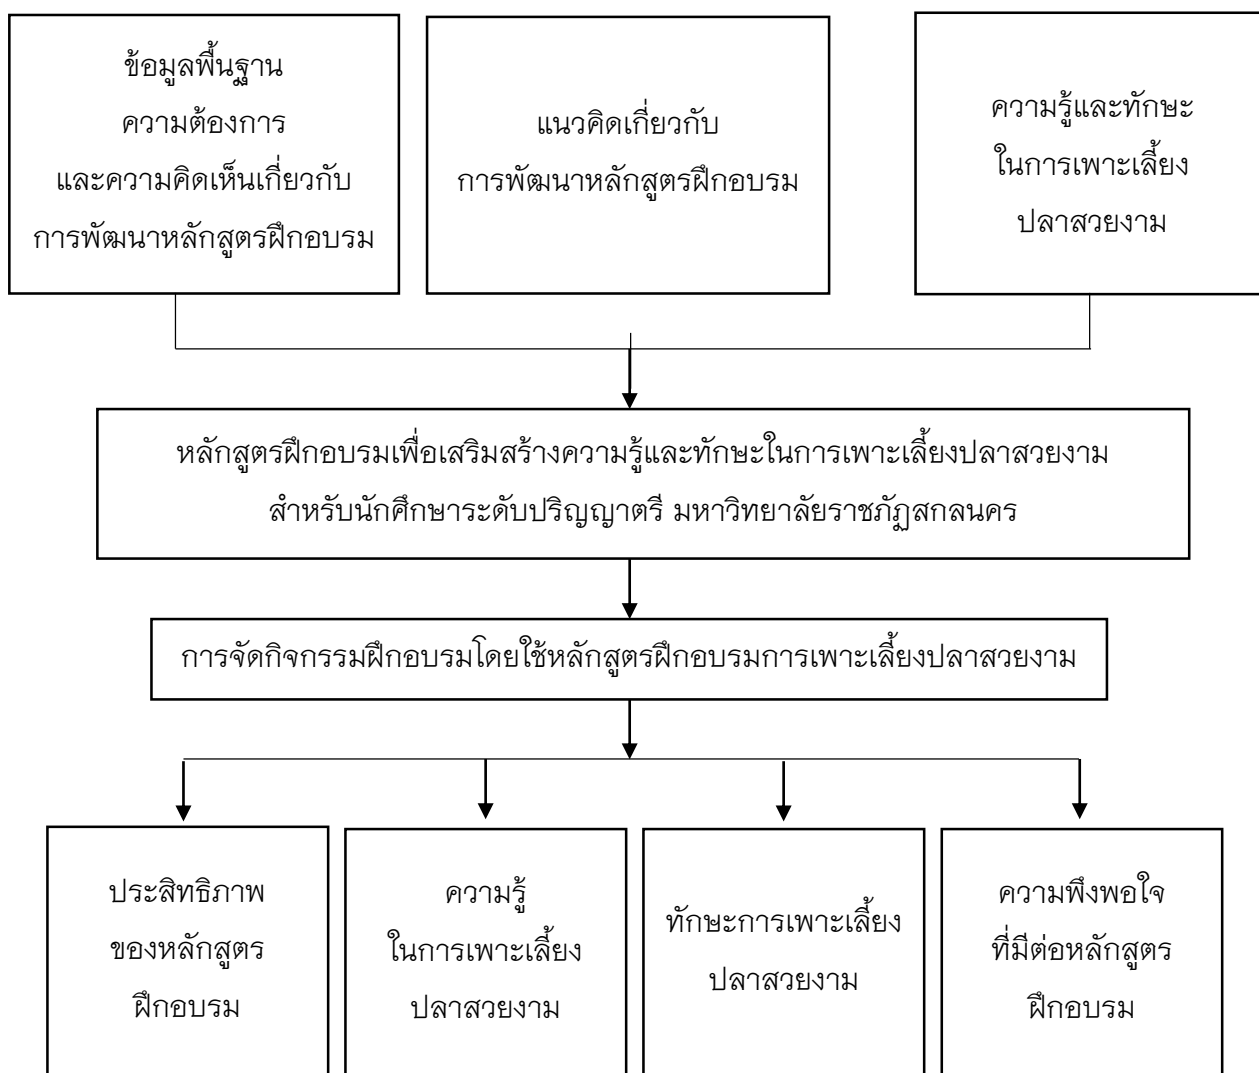 ข้อมูลพื้นฐาน
ความต้องการ
และความคิดเห็นเกี่ยวกับ
การพัฒนาหลักสูตรฝึกอบรม
แนวคิดเกี่ยวกับ
การพัฒนาหลักสูตรฝึกอบรม
ความรู้และทักษะ
ในการเพาะเลี้ยง
ปลาสวยงาม
หลักสูตรฝึกอบรมเพื่อเสริมสร้างความรู้และทักษะในการเพาะเลี้ยงปลาสวยงาม
สำหรับนักศึกษาระดับปริญญาตรี มหาวิทยาลัยราชภัฏสกลนคร
การจัดกิจกรรมฝึกอบรมโดยใช้หลักสูตรฝึกอบรมการเพาะเลี้ยงปลาสวยงาม
ประสิทธิภาพ
ของหลักสูตร
ฝึกอบรม
ความรู้
ในการเพาะเลี้ยง
ปลาสวยงาม
ทักษะการเพาะเลี้ยง
ปลาสวยงาม
ความพึงพอใจ
ที่มีต่อหลักสูตร
ฝึกอบรม